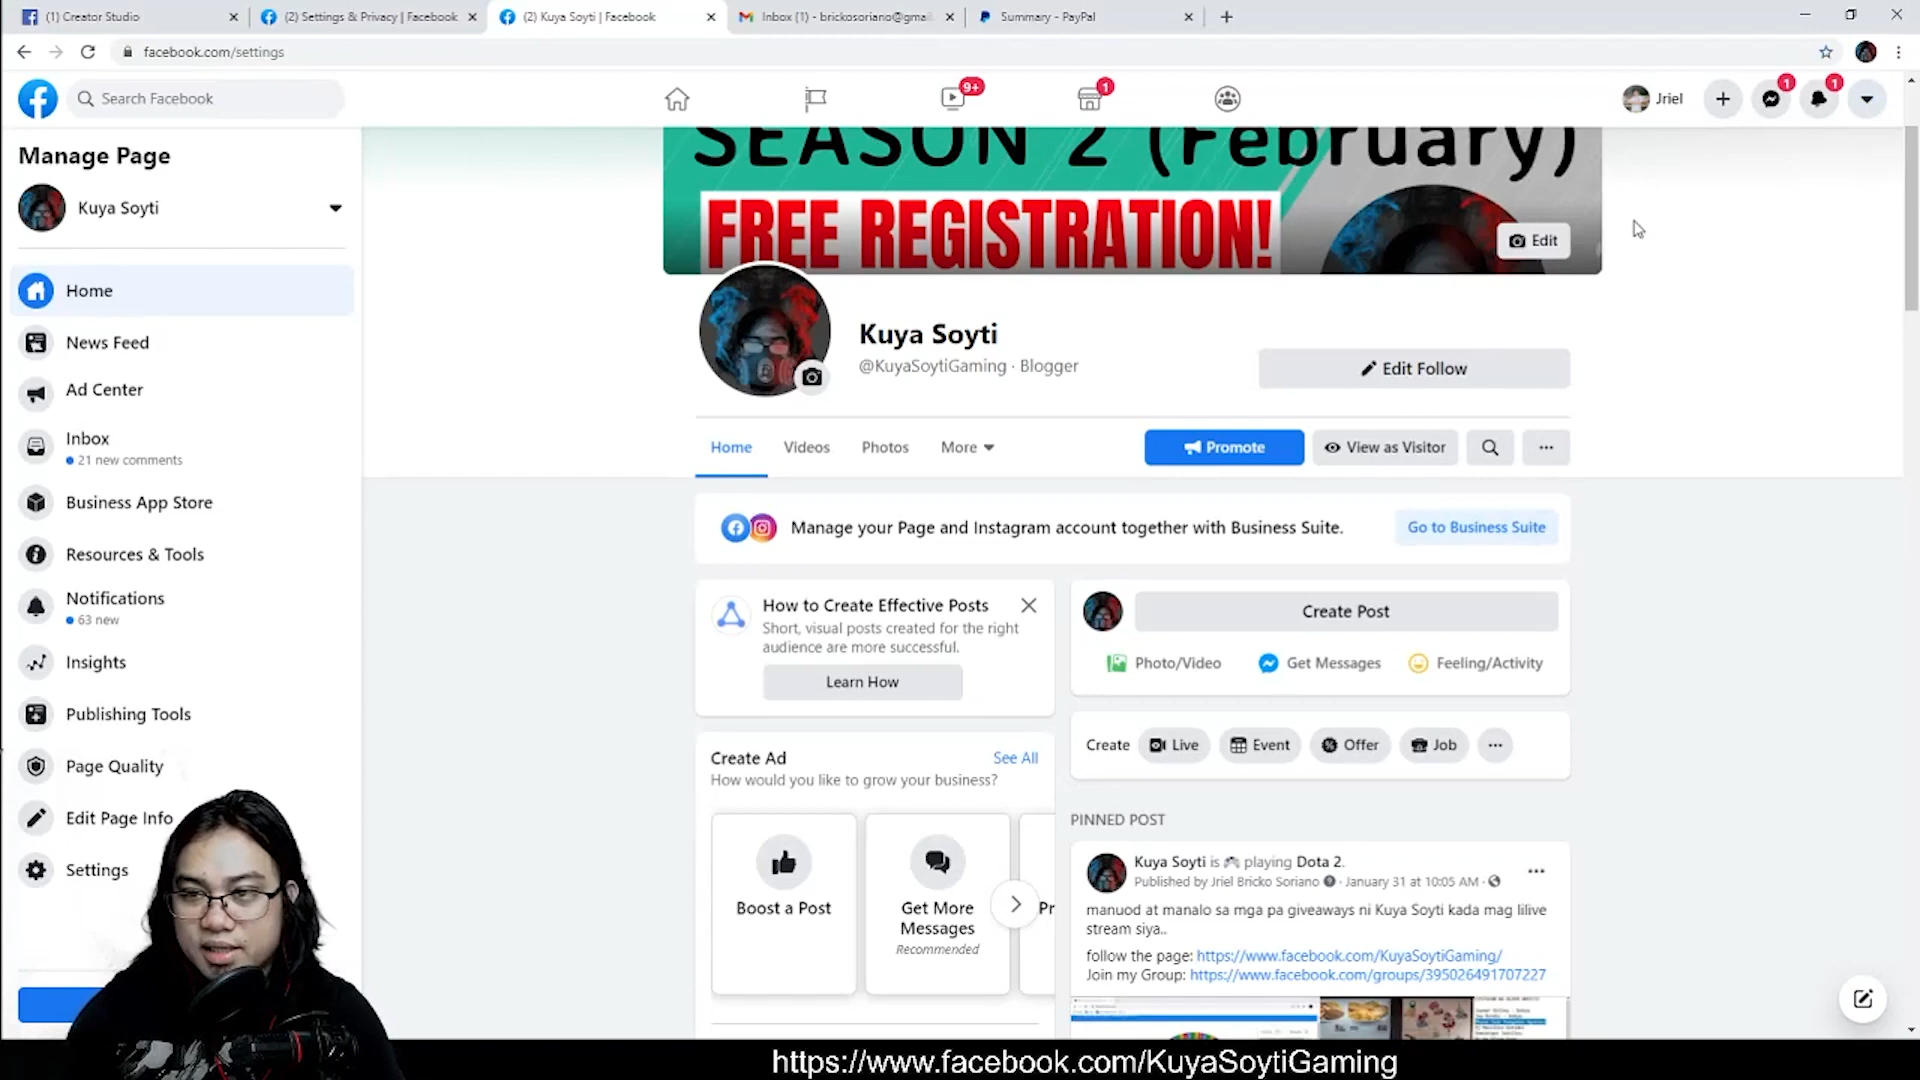 (1) Creator Studio
(2) Settings & Privacy | Facebook
(2) Kuya Soyti | Facebook
Inbox (1) - brickosoriano@gmai
Summary - PayPal
facebook.com/settings
Search Facebook
9+
1
Jriel
1
1
Manage Page
Kuya Soyti
Home
News Feed
Ad Center
Inbox
21 new comments
Business App Store
Resources & Tools
Notifications
63 new
Insights
Publishing Tools
Page Quality
Edit Page Info
Settings
SEASON 2 (February)
FREE REGISTRATION!
Edit
Kuya Soyti
@KuyaSoytiGaming · Blogger
Edit Follow
Home
Videos
Photos
More
Promote
View as Visitor
Manage your Page and Instagram account together with Business Suite.
Go to Business Suite
How to Create Effective Posts
Short, visual posts created for the right
audience are more successful.
Learn How
Create Ad
See All
How would you like to grow your business?
Boost a Post
Get More
Messages
Recommended
Pr
Create Post
Photo/Video
Get Messages
Feeling/Activity
Create
Live
Event
Offer
Job
PINNED POST
Kuya Soyti is 🎮 playing Dota 2.
Published by Jriel Bricko Soriano · January 31 at 10:05 AM ·
manuod at manalo sa mga pa giveaways ni Kuya Soyti kada mag lilive
stream siya..
follow the page: https://www.facebook.com/KuyaSoytiGaming/
Join my Group: https://www.facebook.com/groups/395026491707227
https://www.facebook.com/KuyaSoytiGaming